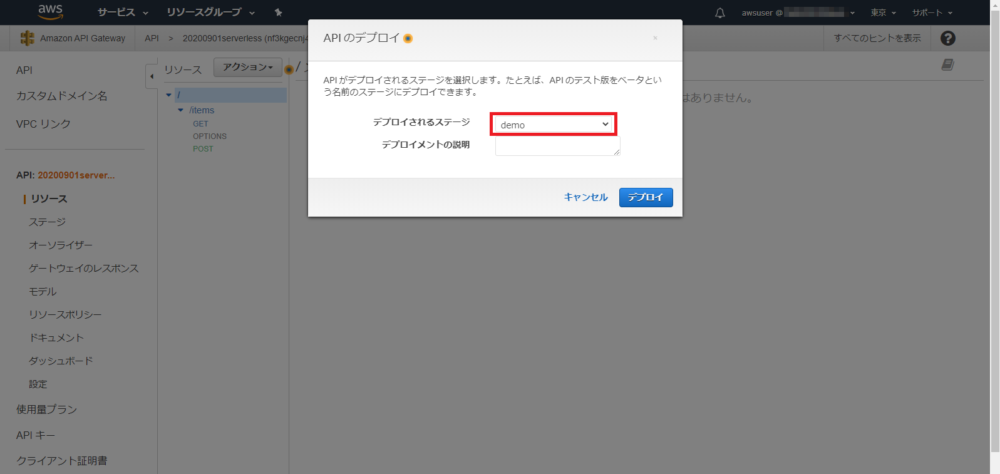 aws
サービス
リソースグループ
awsuser @
東京
サポート
Amazon API Gateway
API
>
20200901serverless (nf3kgecnj4
すべてのヒントを表示
?
API
カスタムドメイン名
VPC リンク
API: 20200901server...
リソース
ステージ
オーソライザー
ゲートウェイのレスポンス
モデル
リソースポリシー
ドキュメント
ダッシュボード
設定
使用量プラン
API キー
クライアント証明書
リソース
アクション
/
/
/items
GET
OPTIONS
POST
はありません。
API のデプロイ
×
API がデプロイされるステージを選択します。たとえば、API のテスト版をベータとい
う名前のステージにデプロイできます。
デプロイされるステージ
demo
デプロイメントの説明
キャンセル
デプロイ